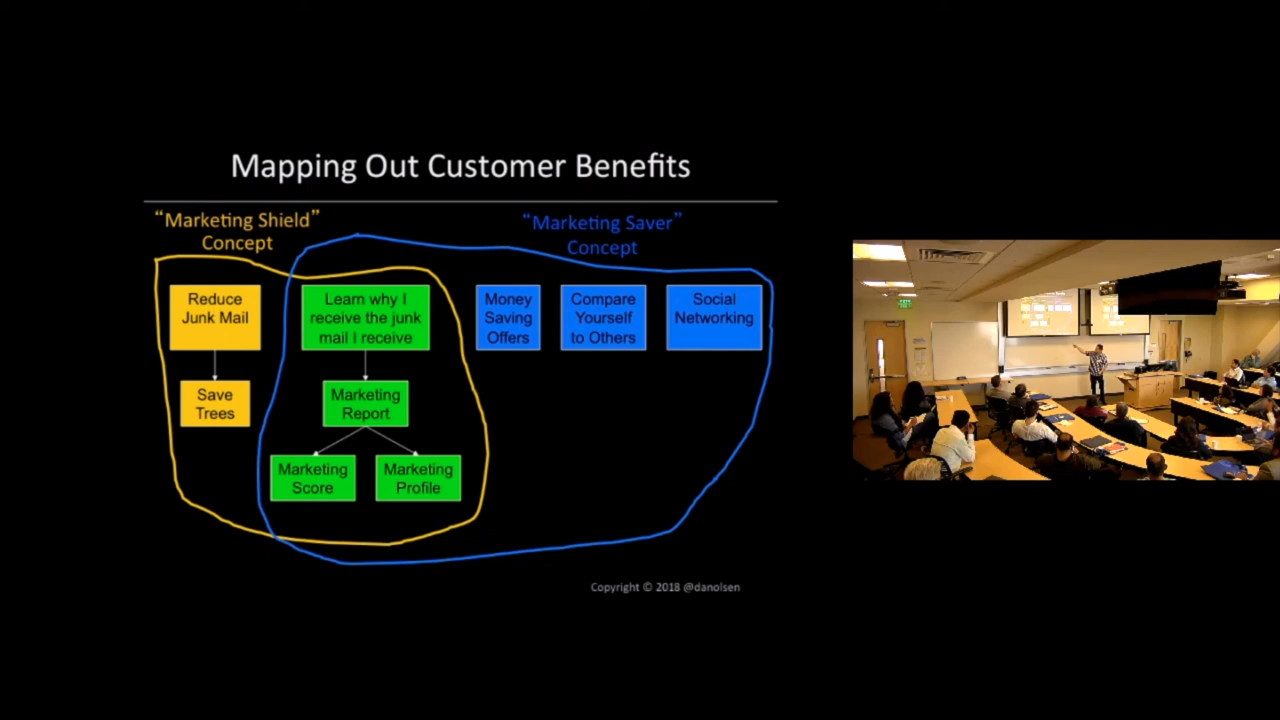 Mapping Out Customer Benefits
“Marketing Shield”
Concept
“Marketing Saver”
Concept
Reduce
Junk Mail
Learn why I
receive the junk
mail I receive
Money
Saving
Offers
Compare
Yourself
to Others
Social
Networking
Save
Trees
Marketing
Report
Marketing
Score
Marketing
Profile
Copyright © 2018 @danolsen